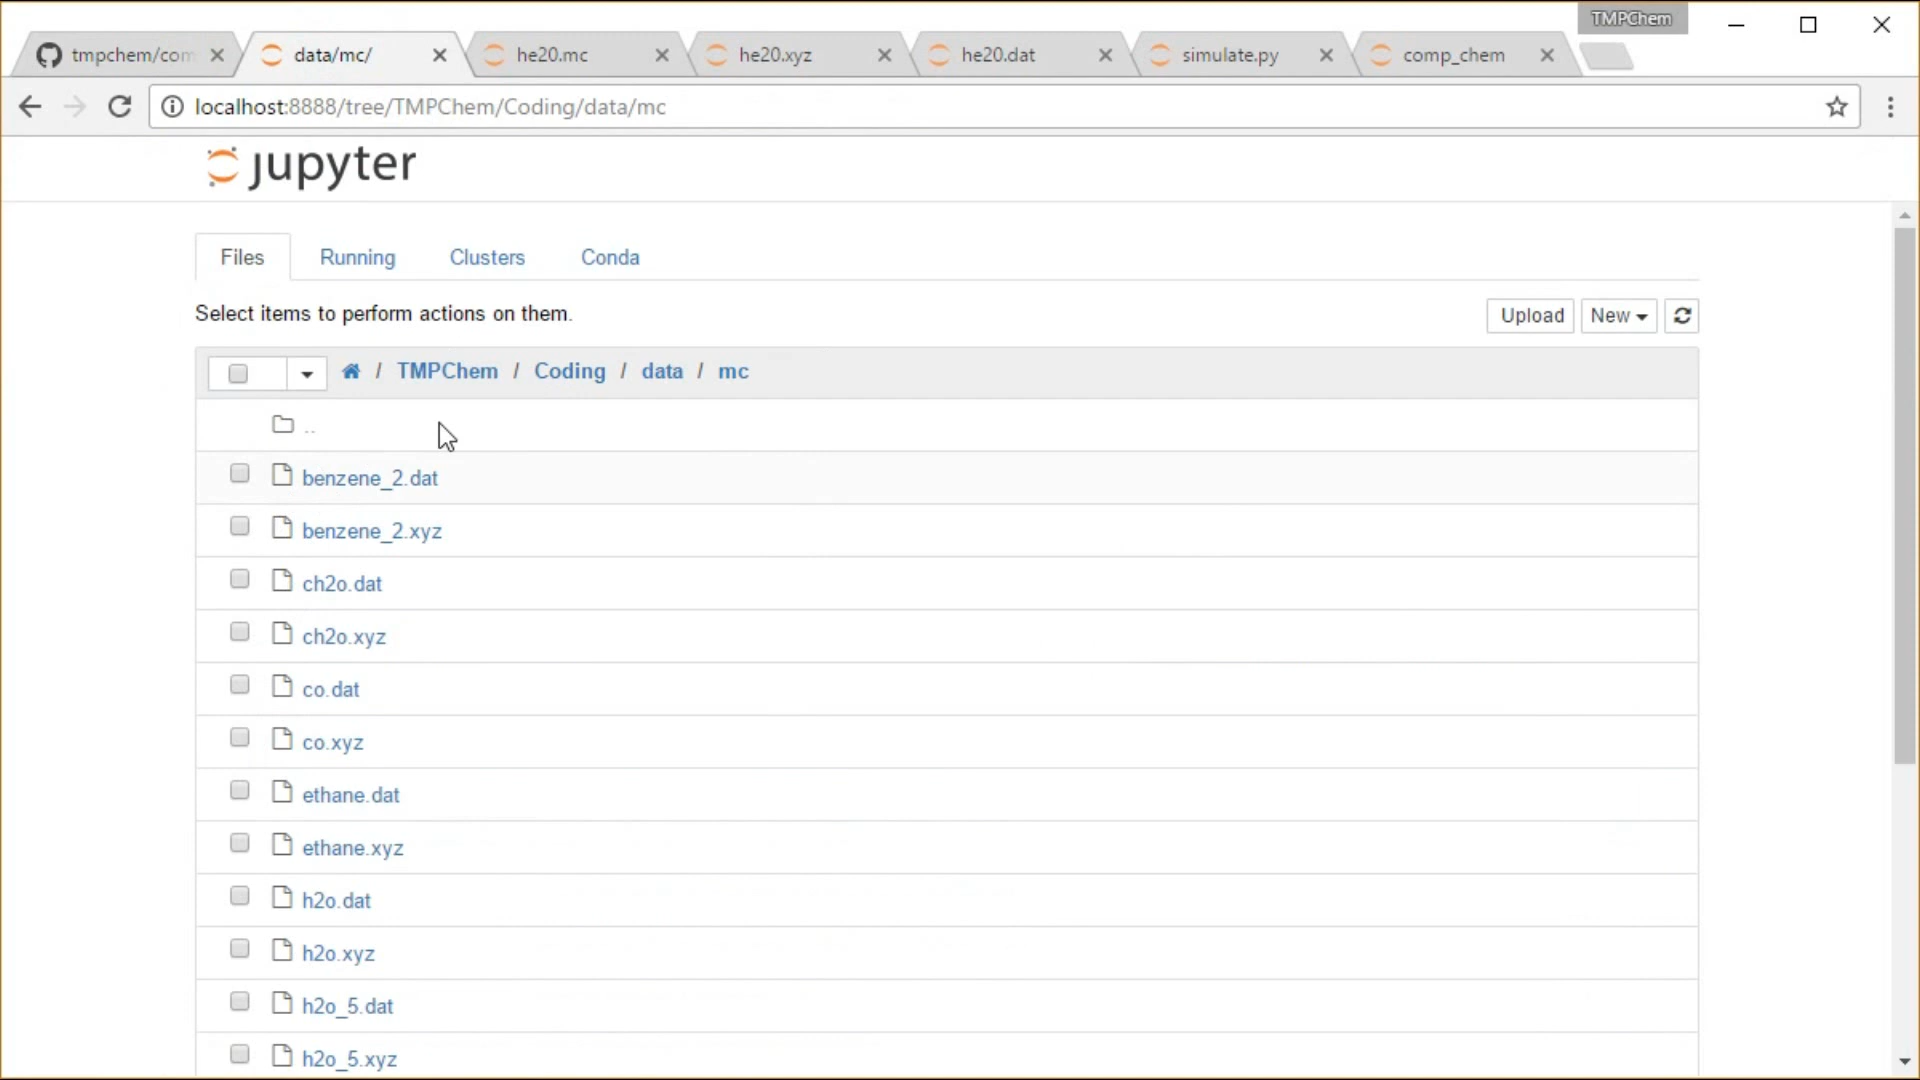 TMPChem
tmpchem/com
data/mc/
he20.mc
he20.xyz
he20.dat
simulate.py
comp_chem
localhost:8888/tree/TMPChem/Coding/data/mc
jupyter
Files
Running
Clusters
Conda
Select items to perform actions on them.
Upload
New
/ TMPChem / Coding / data / mc
..
benzene_2.dat
benzene_2.xyz
ch2o.dat
ch2o.xyz
co.dat
co.xyz
ethane.dat
ethane.xyz
h2o.dat
h2o.xyz
h2o_5.dat
h2o_5.xyz